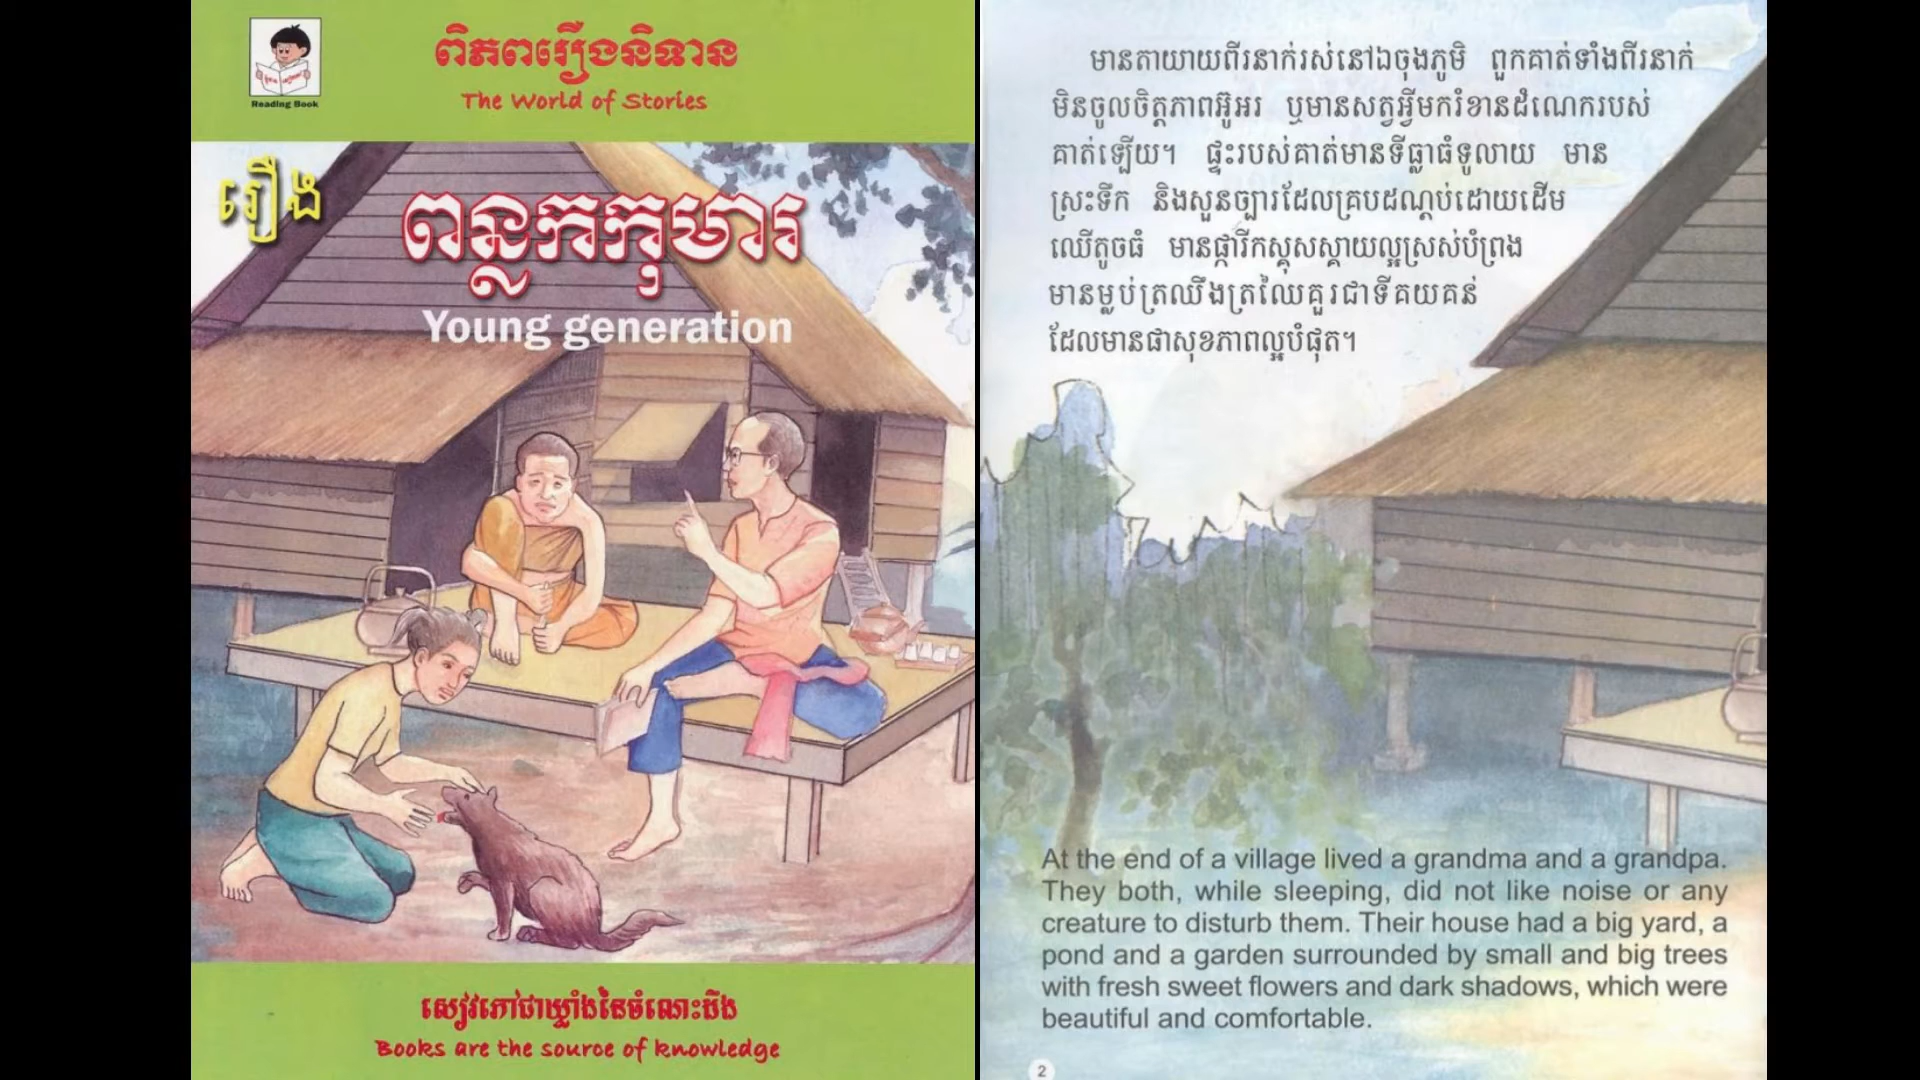 Reading Book
ពិភពរឿងនិទាន
The World of Stories
រឿង
ពន្លកកុមារ
Young generation
សៀវភៅជាឃ្លាំងនៃចំណេះដឹង
Books are the source of knowledge
មានតាយាយពីរនាក់រស់នៅឯចុងភូមិ ពួកគាត់ទាំងពីរនាក់
មិនចូលចិត្តភាពអ៊ូអរ ឬមានសត្វអ្វីមករំខានដំណេករបស់
គាត់ឡើយ។ ផ្ទះរបស់គាត់មានទីធ្លាធំទូលាយ មាន
ស្រះទឹក និងសួនច្បារដែលគ្របដណ្តប់ដោយដើម
ឈើតូចធំ មានផ្ការីកស្គុសស្គាយល្អស្រស់បំព្រង
មានម្លប់ត្រឈឹងត្រឈៃគួរជាទីគយគន់
ដែលមានផាសុខភាពល្អបំផុត។
At the end of a village lived a grandma and a grandpa.
They both, while sleeping, did not like noise or any
creature to disturb them. Their house had a big yard, a
pond and a garden surrounded by small and big trees
with fresh sweet flowers and dark shadows, which were
beautiful and comfortable.
2